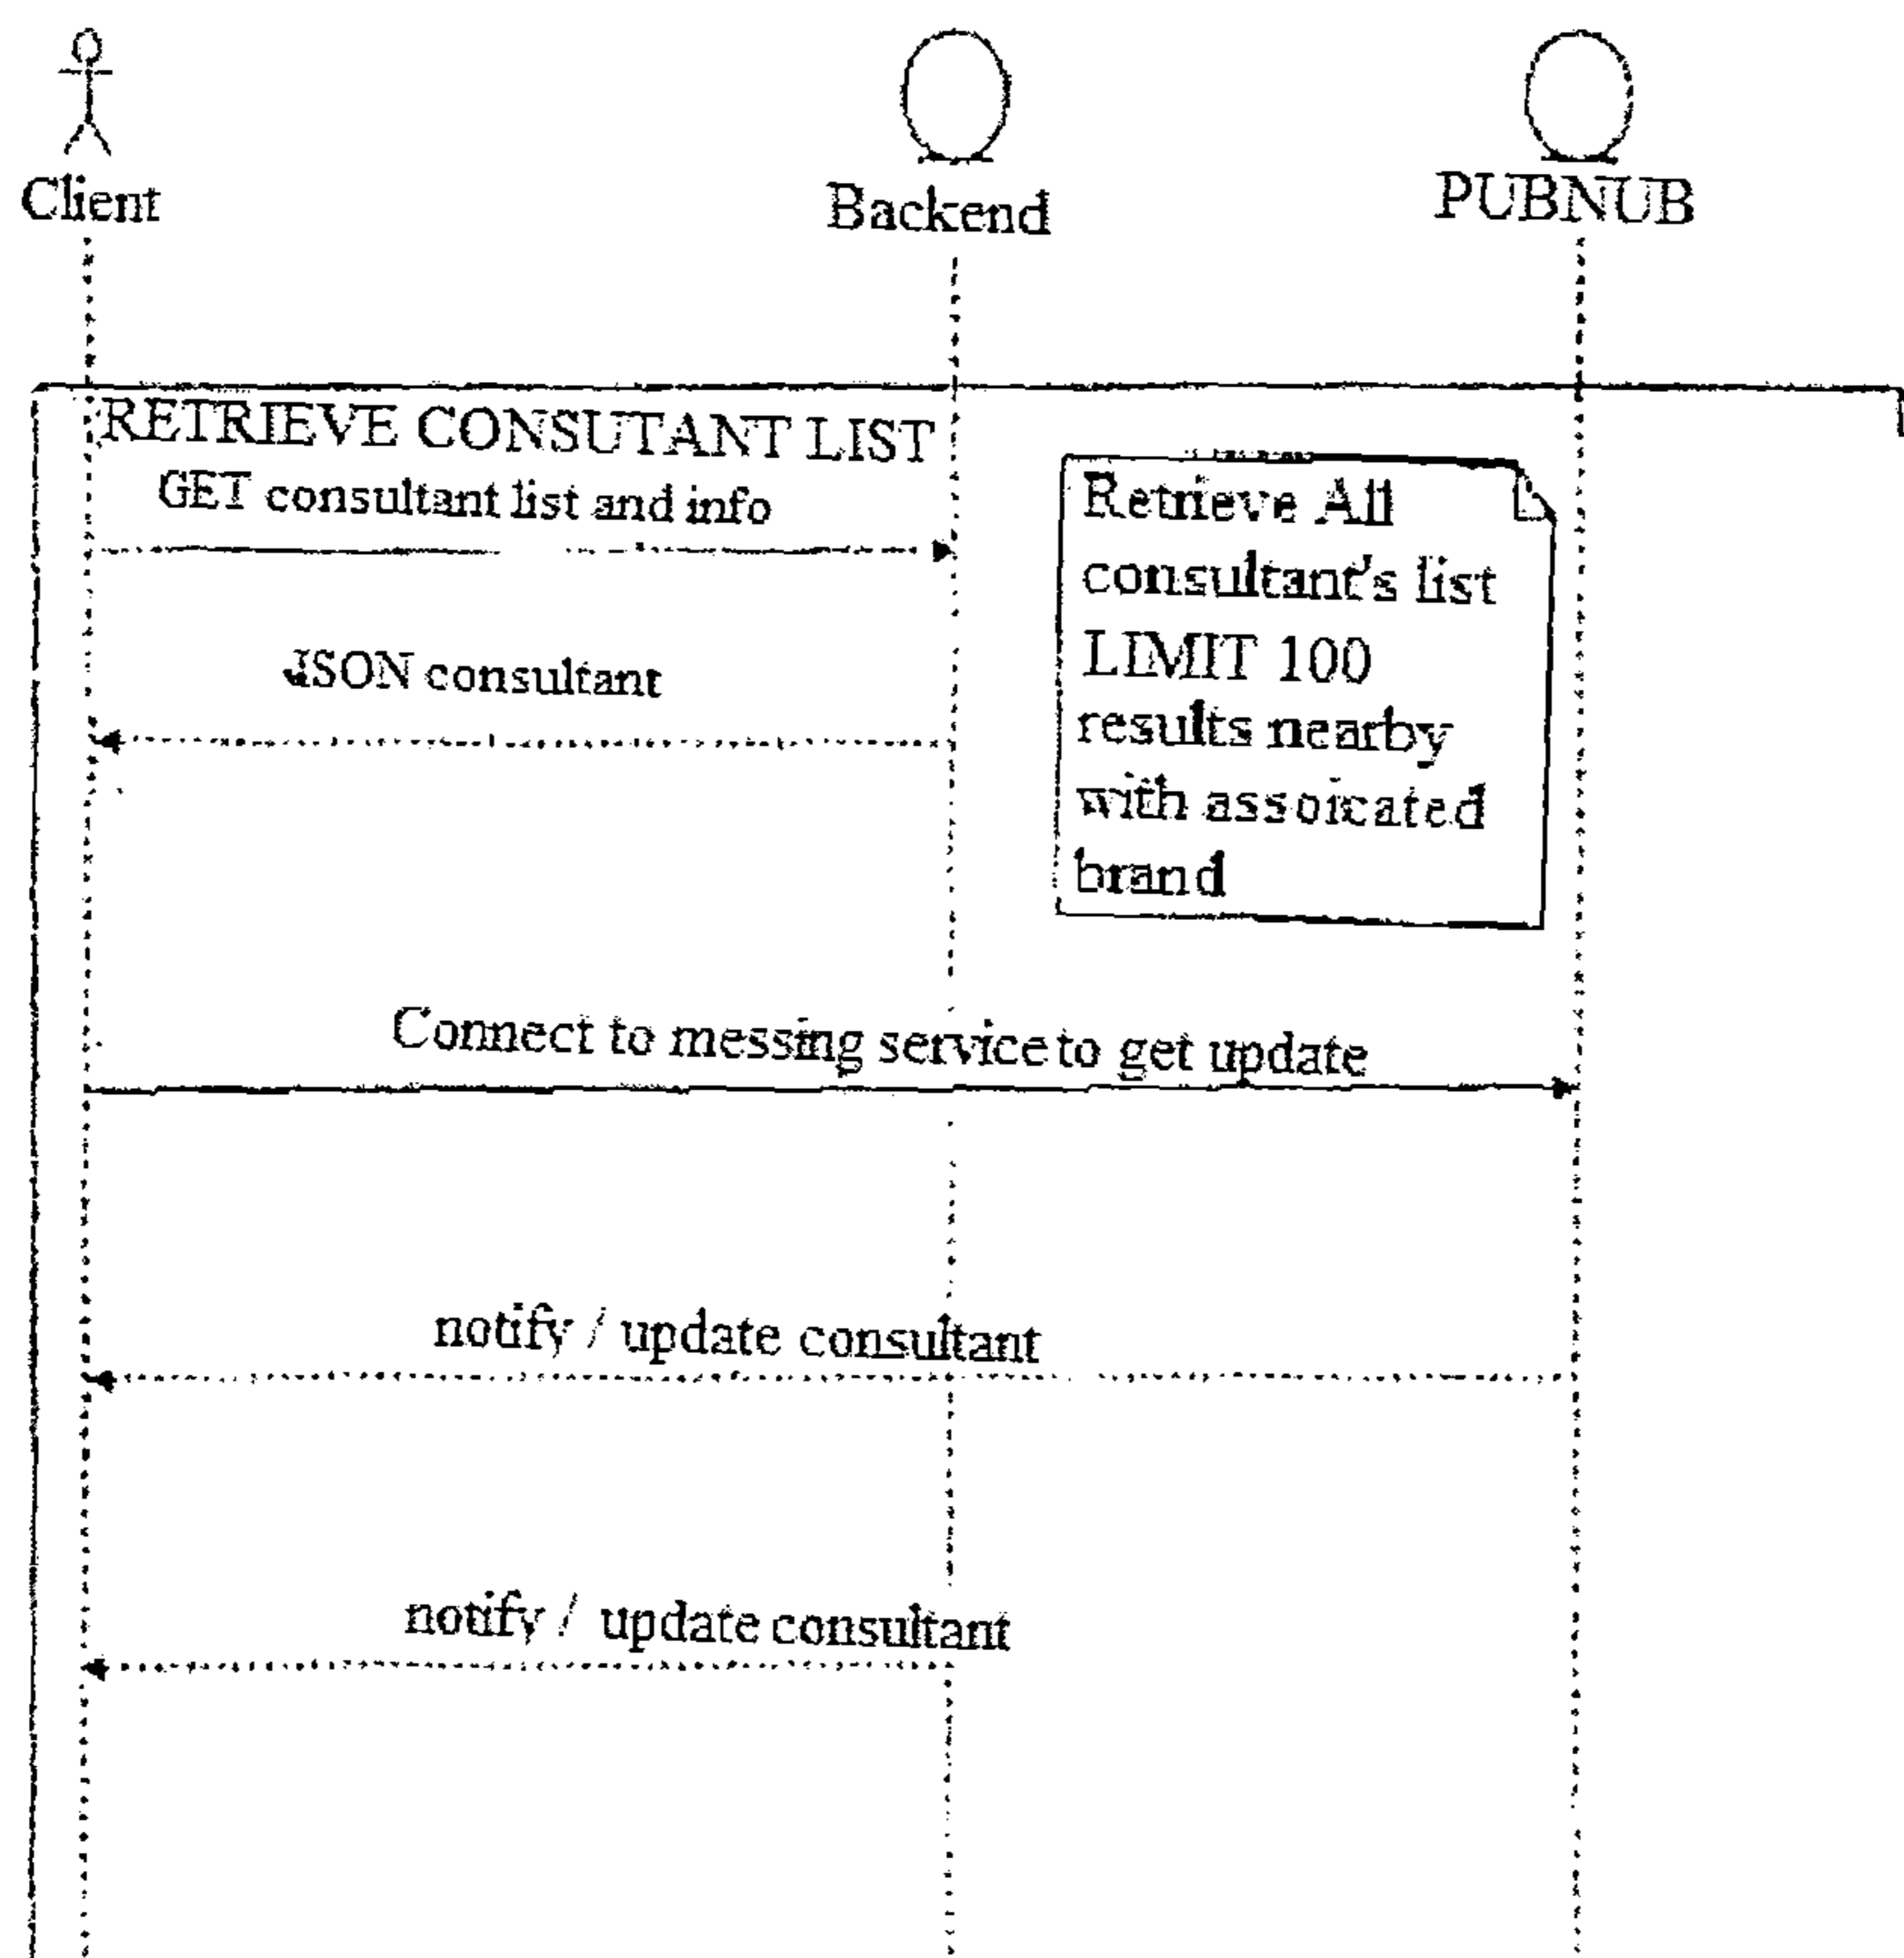 Client
Backend
PUBNUB
RETRIEVE CONSUTANT LIST
GET consultant list and info
Retrieve All
consultant's list
LIMIT 100
results nearby
with assoicated
brand
JSON consultant
Connect to messing service to get update
notify / update consultant
notify / update consultant